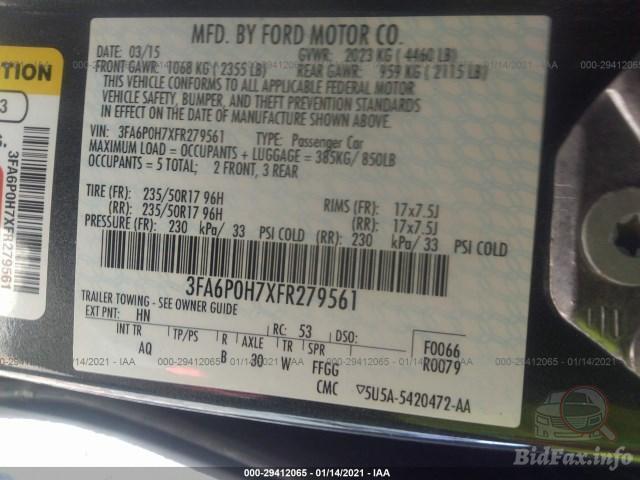 MFD. BY FORD MOTOR CO.
DATE: 03/15 GVWR: 2023 KG ( 4460 LB)
FRONT GAWR: 1068 KG ( 2355 LB) REAR GAWR: 959 KG ( 2115 LB)
THIS VEHICLE CONFORMS TO ALL APPLICABLE FEDERAL MOTOR
VEHICLE SAFETY, BUMPER, AND THEFT PREVENTION STANDARDS
IN EFFECT ON THE DATE OF MANUFACTURE SHOWN ABOVE.
VIN: 3FA6P0H7XFR279561 TYPE: Passenger Car
MAXIMUM LOAD = OCCUPANTS + LUGGAGE = 385KG/ 850LB
OCCUPANTS = 5 TOTAL; 2 FRONT, 3 REAR
TIRE (FR): 235/50R17 96H RIMS (FR): 17x7.5J
(RR): 235/50R17 96H (RR): 17x7.5J
PRESSURE (FR): 230 kPa/ 33 PSI COLD (RR): 230 kPa/ 33 PSI COLD
3FA6P0H7XFR279561
TRAILER TOWING - SEE OWNER GUIDE
EXT PNT: HN RC: 53 DSO:
INT TR TP/PS R AXLE TR SPR
AQ B 30 W FFGG
CMC
F0066
R0079
5U5A-5420472-AA
TION
3
3FA6P0H7XFR279561
000-29412065 - 01/14/2021 - IAA
BidFax.info